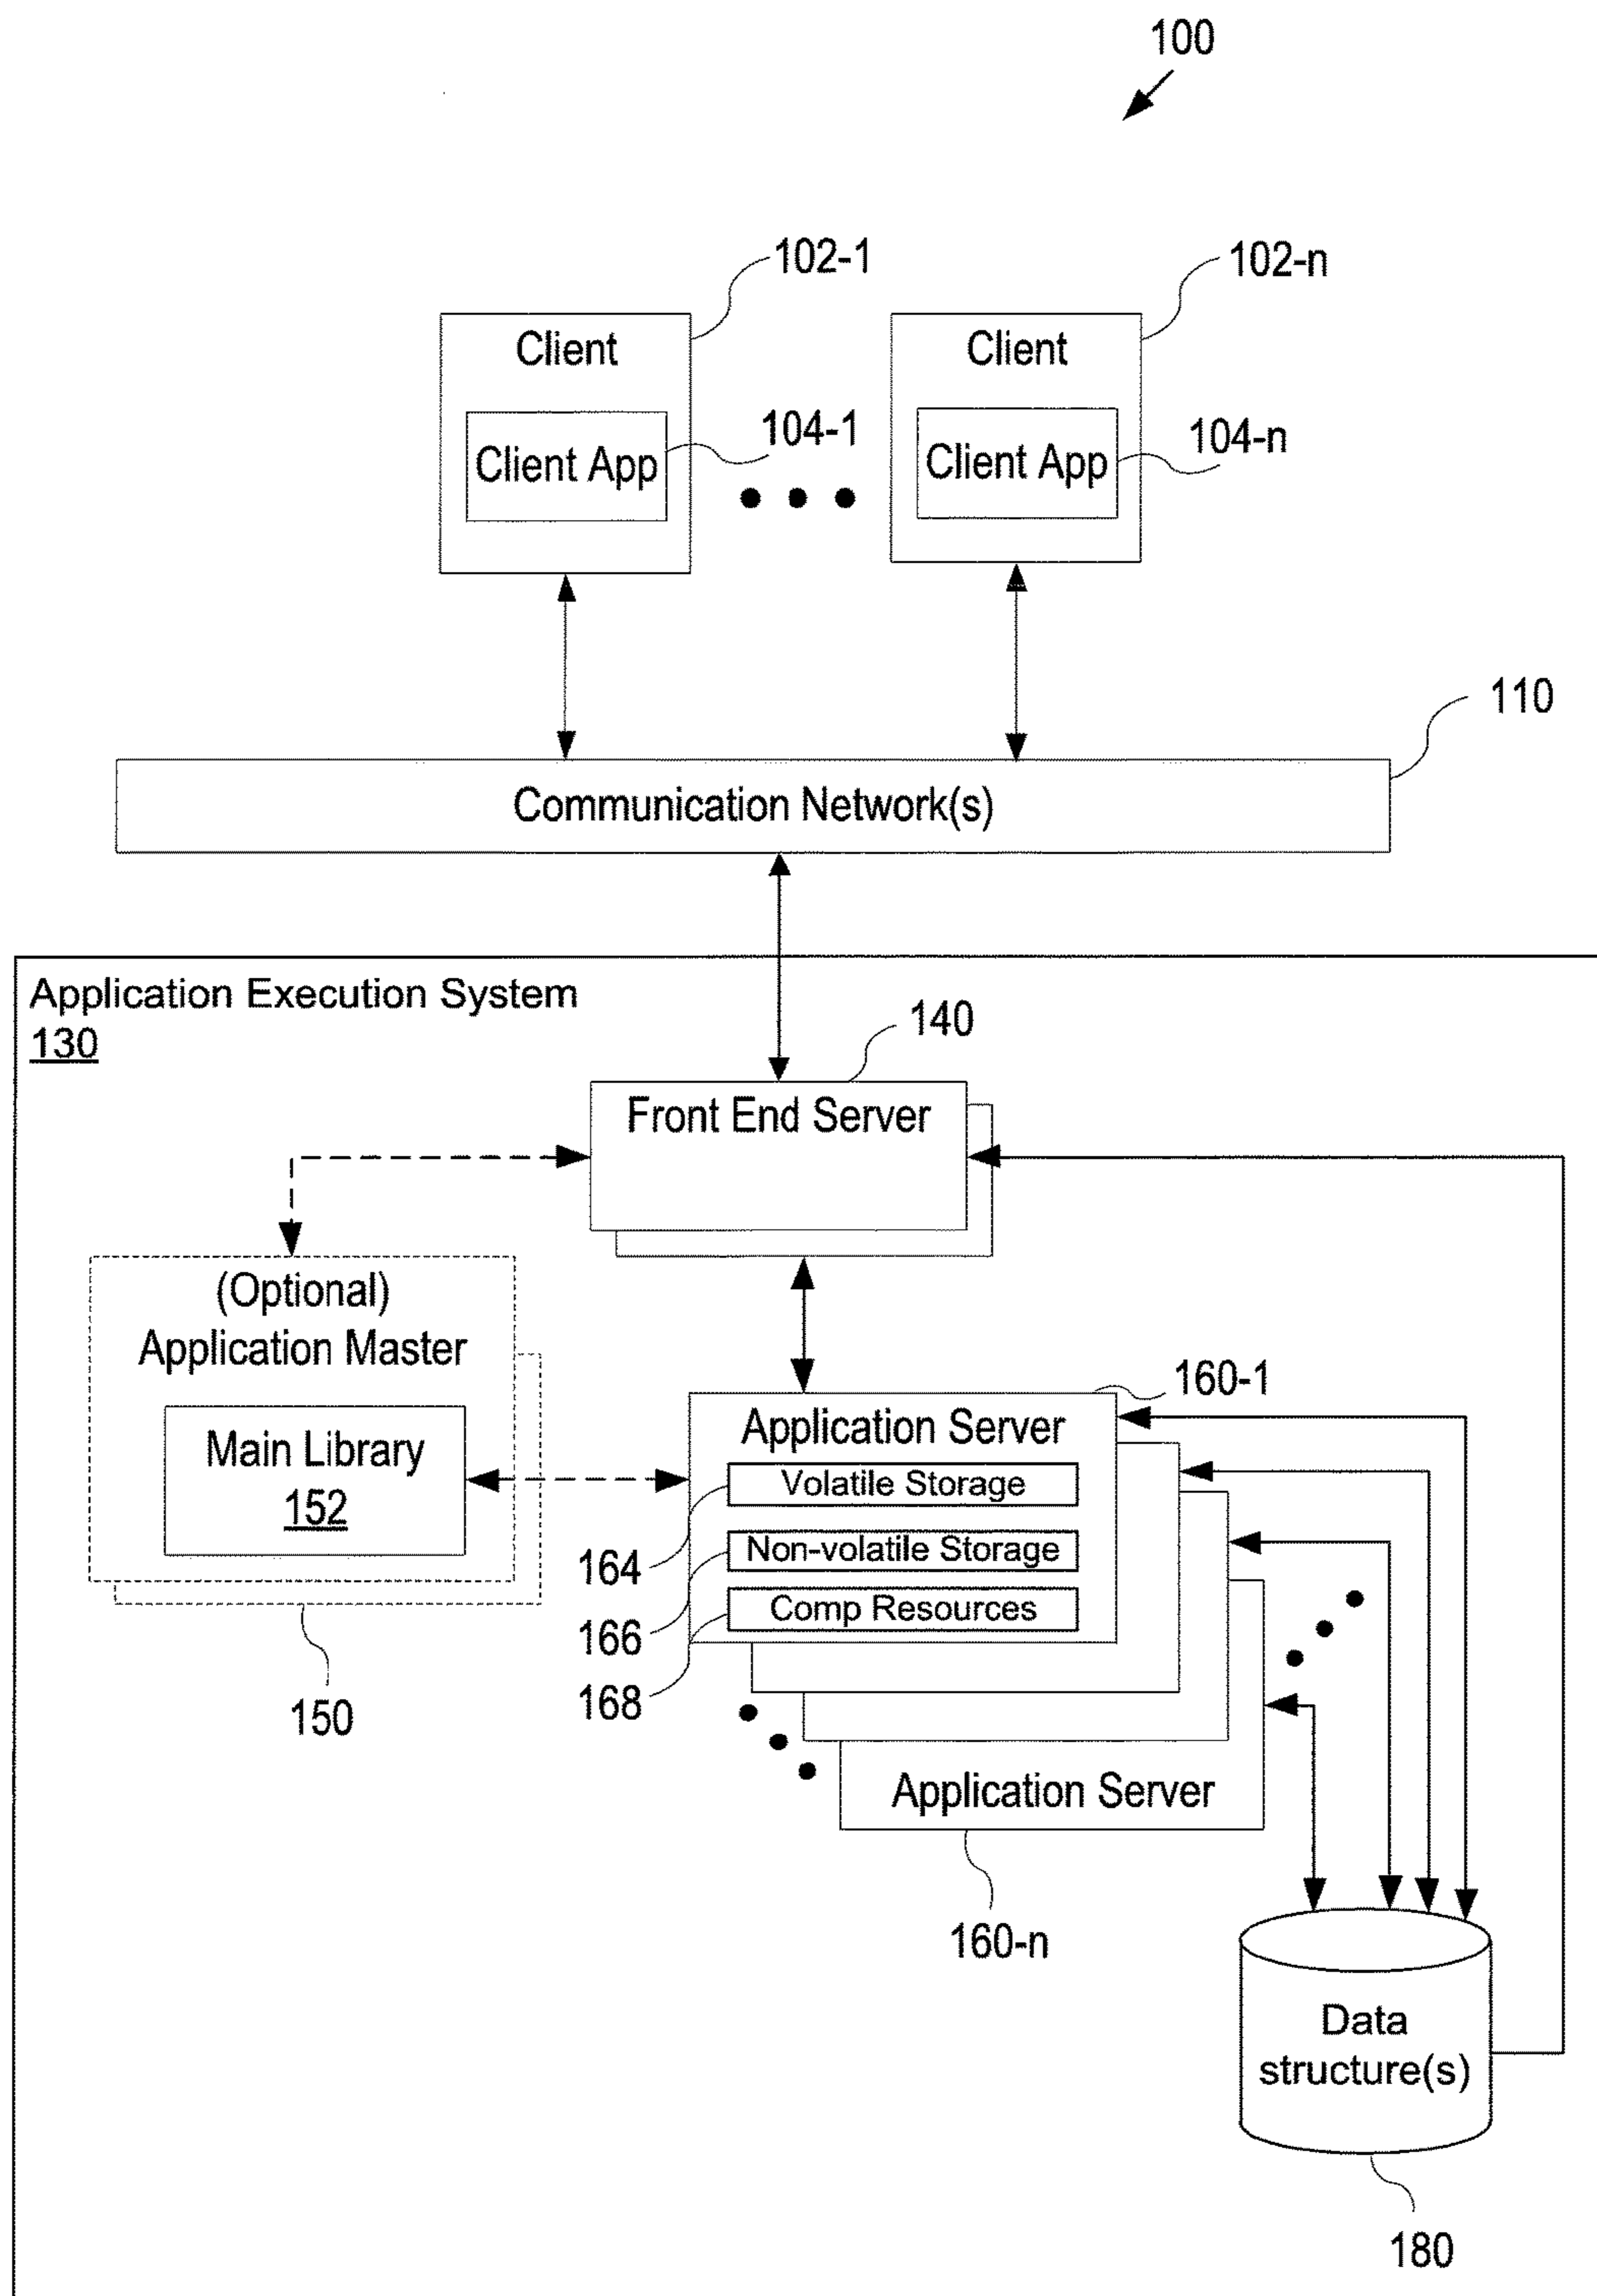 100
102-1
102-n
Client
Client
104-1
104-n
Client App
Client App
110
Communication Network(s)
Application Execution System
130
140
Front End Server
(Optional)
Application Master
160-1
Application Server
Main Library
152
Volatile Storage
164
Non-volatile Storage
166
Comp Resources
168
150
Application Server
160-n
Data
structure(s)
180